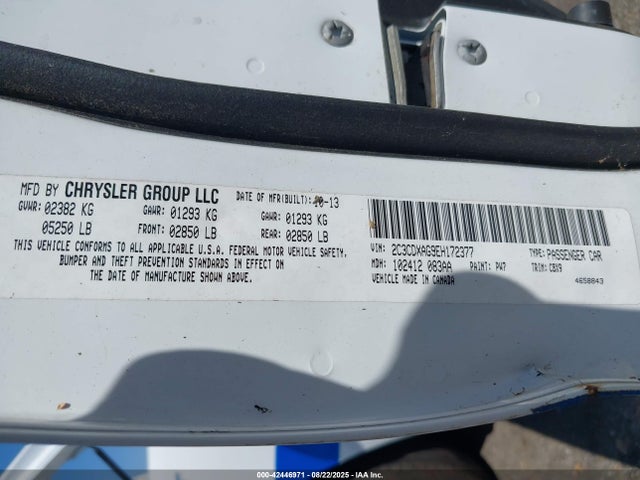 MFD BY CHRYSLER GROUP LLC
DATE OF MFR(BUILT): 10-13
GVWR: 02382 KG GAWR: 01293 KG GAWR: 01293 KG
05250 LB FRONT: 02850 LB REAR: 02850 LB
THIS VEHICLE CONFORMS TO ALL APPLICABLE U.S.A. FEDERAL MOTOR VEHICLE SAFETY,
BUMPER AND THEFT PREVENTION STANDARDS IN EFFECT ON
THE DATE OF MANUFACTURE SHOWN ABOVE.
VIN: 2C3CDXAG9EH172377 TYPE: PASSENGER CAR
MDH: 102412 083AA PAINT: PW7 TRIM: CBX9
VEHICLE MADE IN CANADA 4658843
000-42446971 - 08/22/2025 - Copyright IAA, Inc.